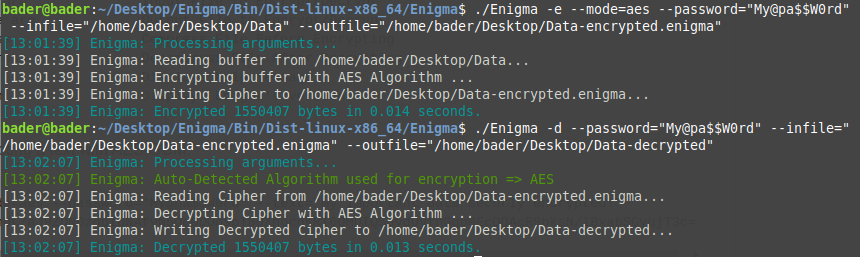 bader@bader:~/Desktop/Enigma/Bin/Dist-linux-x86_64/Enigma$ ./Enigma -e --mode=aes --password="My@pa$$W0rd"
--infile="/home/bader/Desktop/Data" --outfile="/home/bader/Desktop/Data-encrypted.enigma"
[13:01:39] Enigma: Processing arguments...
[13:01:39] Enigma: Reading buffer from /home/bader/Desktop/Data...
[13:01:39] Enigma: Encrypting buffer with AES Algorithm ...
[13:01:39] Enigma: Writing Cipher to /home/bader/Desktop/Data-encrypted.enigma...
[13:01:39] Enigma: Encrypted 1550407 bytes in 0.014 seconds.
bader@bader:~/Desktop/Enigma/Bin/Dist-linux-x86_64/Enigma$ ./Enigma -d --password="My@pa$$W0rd" --infile="
/home/bader/Desktop/Data-encrypted.enigma" --outfile="/home/bader/Desktop/Data-decrypted"
[13:02:07] Enigma: Processing arguments...
[13:02:07] Enigma: Auto-Detected Algorithm used for encryption => AES
[13:02:07] Enigma: Reading Cipher from /home/bader/Desktop/Data-encrypted.enigma...
[13:02:07] Enigma: Decrypting Cipher with AES Algorithm ...
[13:02:07] Enigma: Writing Decrypted Cipher to /home/bader/Desktop/Data-decrypted...
[13:02:07] Enigma: Decrypted 1550407 bytes in 0.013 seconds.